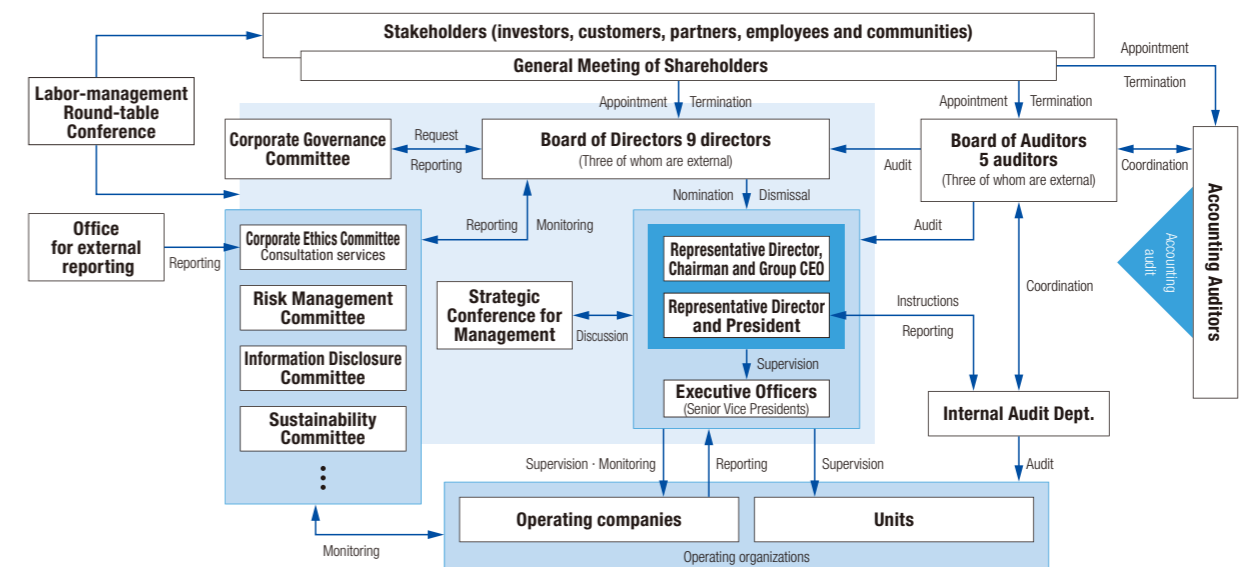 Stakeholders (investors, customers, partners, employees and communities)
General Meeting of Shareholders
Appointment
Termination
Labor-management
Round-table
Conference
Appointment
Termination
Appointment
Termination
Corporate Governance
Committee
Request
Reporting
Board of Directors 9 directors
(Three of whom are external)
Audit
Board of Auditors
5 auditors
(Three of whom are external)
Coordination
Accounting Auditors
Accounting
audit
Nomination
Dismissal
Reporting
Monitoring
Audit
Office
for external
reporting
Reporting
Corporate Ethics Committee
Consultation services
Risk Management
Committee
Information Disclosure
Committee
Sustainability
Committee
Strategic
Conference for
Management
Discussion
Representative Director,
Chairman and Group CEO
Representative Director
and President
Instructions
Reporting
Coordination
Supervision
Executive Officers
(Senior Vice Presidents)
Internal Audit Dept.
Supervision · Monitoring
Reporting
Supervision
Audit
Operating companies
Units
Operating organizations
Monitoring